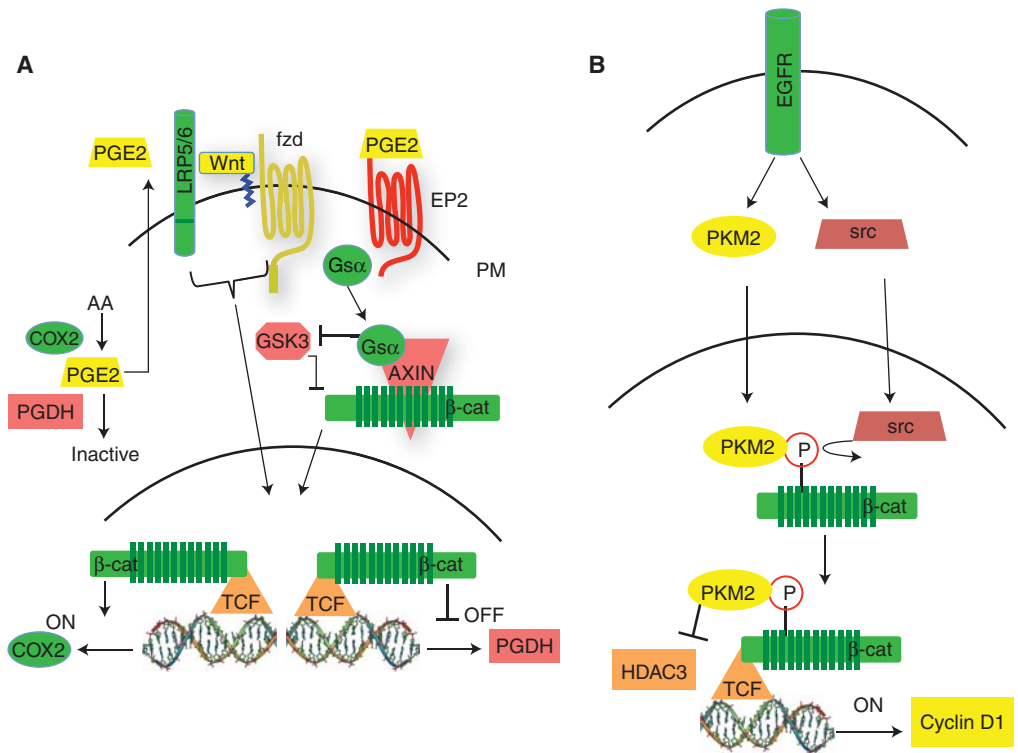 A
fzd
PGE2
LRP5/6
Wnt
PGE2
EP2
Gsα
PM
AA
COX2
PGE2
PGDH
Inactive
GSK3
Gsα
AXIN
β-cat
β-cat
TCF
ON
COX2
β-cat
TCF
OFF
PGDH
B
EGFR
PKM2
src
src
PKM2
P
β-cat
PKM2
P
β-cat
HDAC3
TCF
ON
Cyclin D1